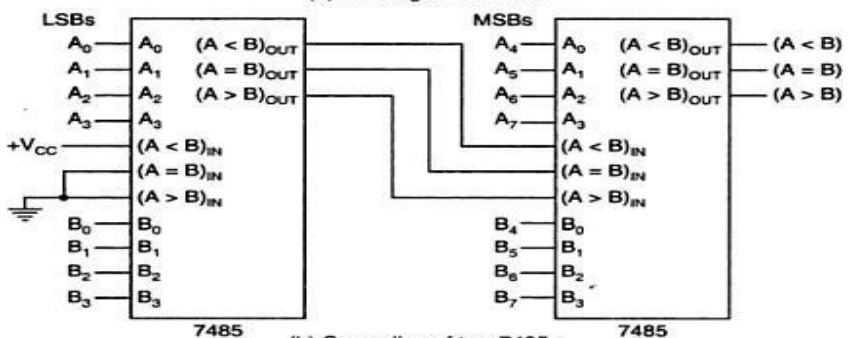 LSBs MSBs
A₀ A₀ (A < B)OUT A₄ A₀ (A < B)OUT (A < B)
A₁ A₁ (A = B)OUT A₅ A₁ (A = B)OUT (A = B)
A₂ A₂ (A > B)OUT A₆ A₂ (A > B)OUT (A > B)
A₃ A₃ A₇ A₃
+VCC (A < B)IN (A < B)IN
(A = B)IN (A = B)IN
(A > B)IN (A > B)IN
B₀ B₀ B₄ B₀
B₁ B₁ B₅ B₁
B₂ B₂ B₆ B₂
B₃ B₃ B₇ B₃
7485 7485